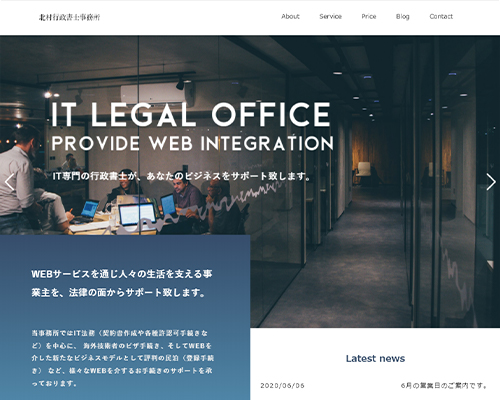 北村行政書士事務所
About Service Price Blog Contact
IT LEGAL OFFICE
PROVIDE WEB INTEGRATION
IT専門の行政書士が、あなたのビジネスをサポート致します。
WEBサービスを通じ人々の生活を支える事
業主を、法律の面からサポート致します。
当事務所ではIT法務（契約書作成や各種許認可手続きな
ど）を中心に、 海外技術者のビザ手続き、そしてWEBを
介した新たなビジネスモデルとして評判の民泊（登録手続
き） など、様々なWEBを介するお手続きのサポートを承
っております。
Latest news
2020/06/06 6月の営業日のご案内です。